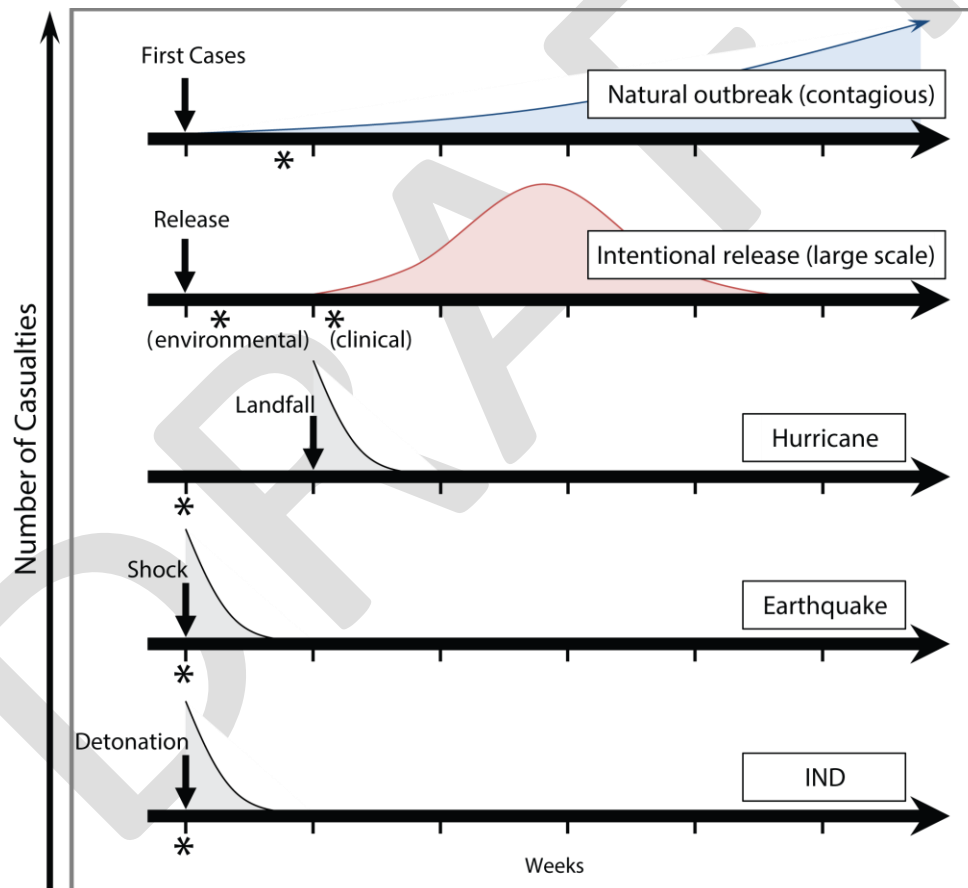 First Cases
Natural outbreak (contagious)
*
Release
Intentional release (large scale)
* *
(environmental) (clinical)
Landfall
Hurricane
*
Shock
Earthquake
*
Detonation
IND
*
Weeks
Number of Casualties
DRAFT